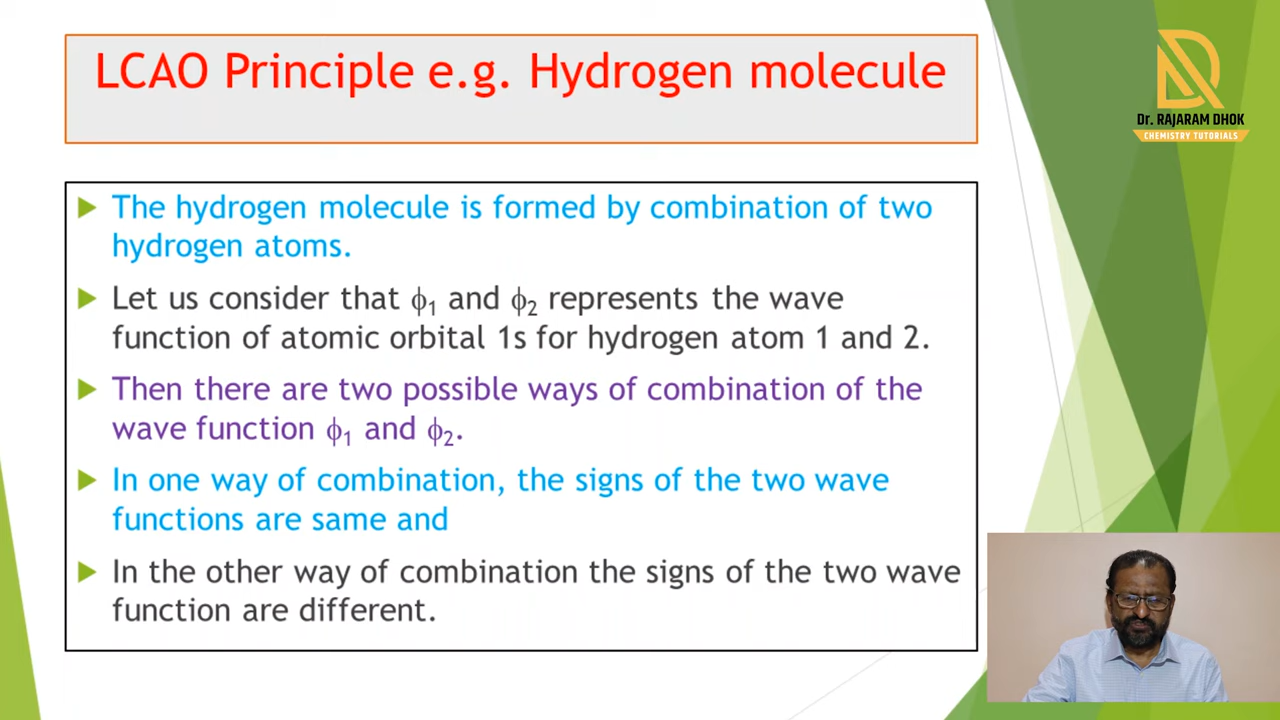 LCAO Principle e.g. Hydrogen molecule
Dr. RAJARAM DHOK
CHEMISTRY TUTORIALS
The hydrogen molecule is formed by combination of two
hydrogen atoms.
Let us consider that ϕ₁ and ϕ₂ represents the wave
function of atomic orbital 1s for hydrogen atom 1 and 2.
Then there are two possible ways of combination of the
wave function ϕ₁ and ϕ₂.
In one way of combination, the signs of the two wave
functions are same and
In the other way of combination the signs of the two wave
function are different.